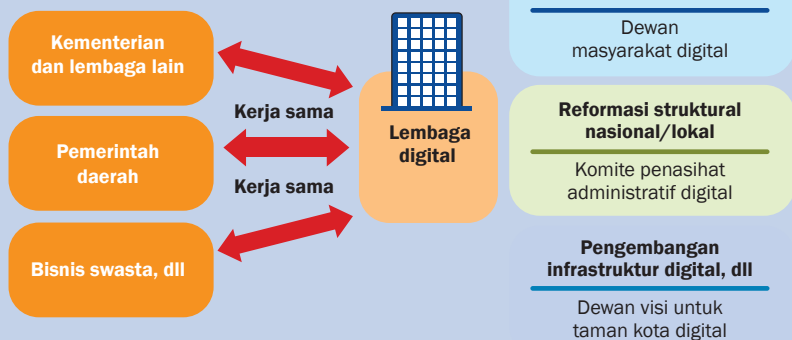 Kementerian
dan lembaga lain
Kerja sama
Pemerintah
daerah
Kerja sama
Bisnis swasta, dll
Lembaga
digital
Dewan
masyarakat digital
Reformasi struktural
nasional/lokal
Komite penasihat
administratif digital
Pengembangan
infrastruktur digital, dll
Dewan visi untuk
taman kota digital